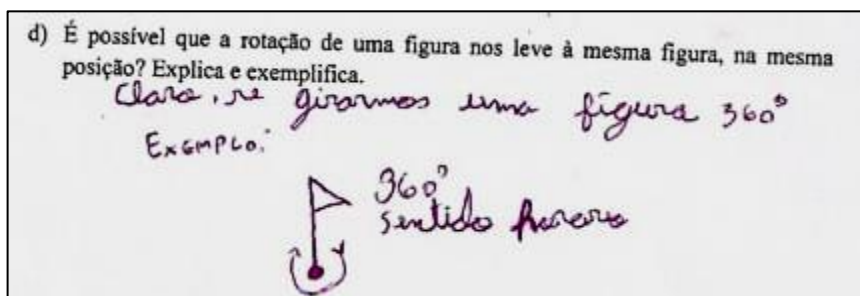 d) É possível que a rotação de uma figura nos leve à mesma figura, na mesma
posição? Explica e exemplifica.
Claro, se girarmos uma figura 360°
EXEMPLO:
360°
sentido horario